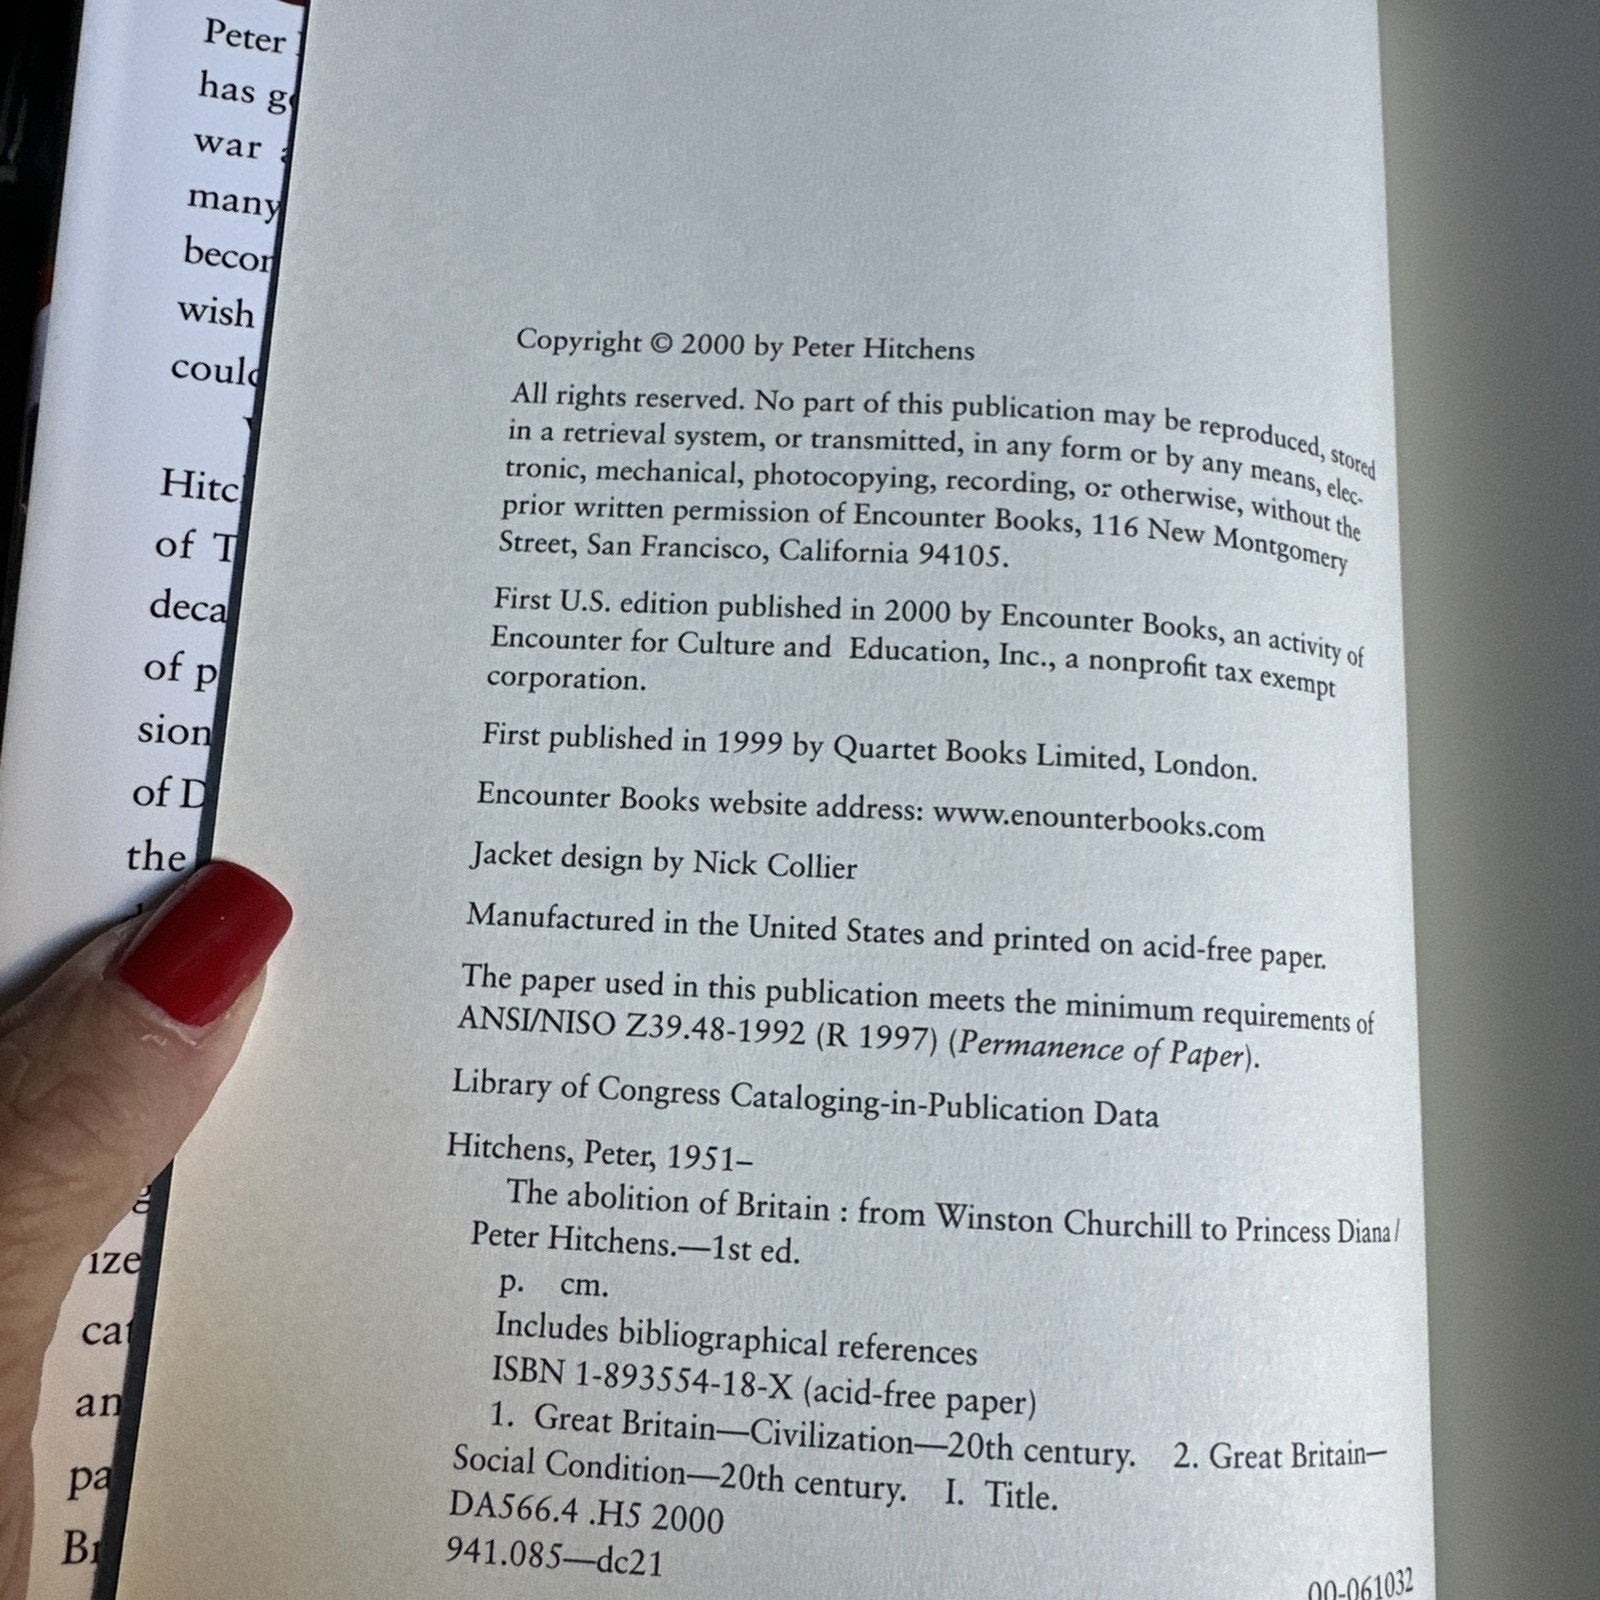 Peter
has
war
many
wish
of
of
of
the
Copyright © 2000 by Peter Hitchens
All rights reserved. No part of this publication may be reproduced, stored
in a retrieval system, or transmitted, in any form or by any means, elec-
tronic, mechanical, photocopying, recording, or otherwise, without the
prior written permission of Encounter Books, 116 New Montgomery
Street, San Francisco, California 94105.
First U.S. edition published in 2000 by Encounter Books, an activity of
Encounter for Culture and Education, Inc., a nonprofit tax exempt
corporation.
First published in 1999 by Quartet Books Limited, London.
Encounter Books website address: www.enounterbooks.com
Jacket design by Nick Collier
Manufactured in the United States and printed on acid-free paper.
The paper used in this publication meets the minimum requirements of
ANSI/NISO Z39.48-1992 (R 1997) (Permanence of Paper).
Library of Congress Cataloging-in-Publication Data
Hitchens, Peter, 1951–
The abolition of Britain : from Winston Churchill to Princess Diana/
Peter Hitchens.—1st ed.
p. cm.
Includes bibliographical references
ISBN 1-893554-18-X (acid-free paper)
1. Great Britain—Civilization—20th century. 2. Great Britain—
Social Condition—20th century. I. Title.
DA566.4 .H5 2000
941.085—dc21
00-061032